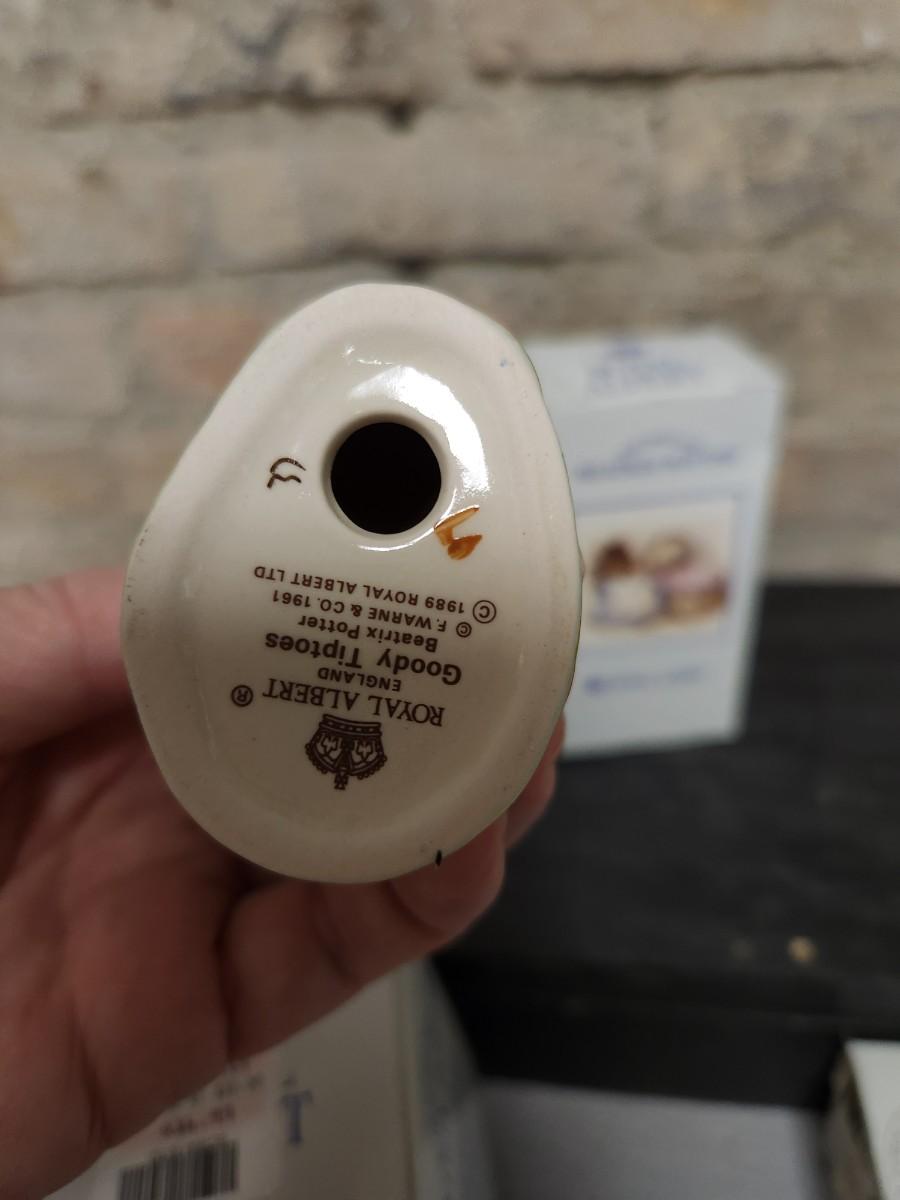 ROYAL ALBERT ®
ENGLAND
Goody Tiptoes
Beatrix Potter
© F. WARNE & CO. 1961
© 1989 ROYAL ALBERT LTD